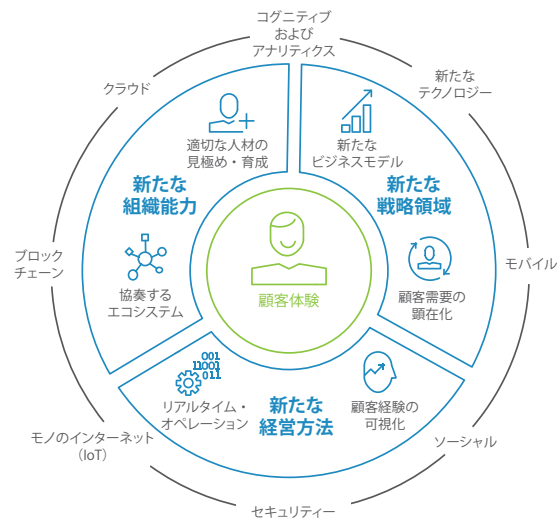 コグニティブ
および
アナリティクス
クラウド
新たな
テクノロジー
適切な人材の
見極め・育成
新たな
ビジネスモデル
新たな
組織能力
新たな
戦略領域
ブロック
チェーン
モバイル
協奏する
エコシステム
顧客体験
顧客需要の
顕在化
001
11001
011
リアルタイム・
オペレーション
新たな
経営方法
顧客経験の
可視化
モノのインターネット
（IoT）
ソーシャル
セキュリティー